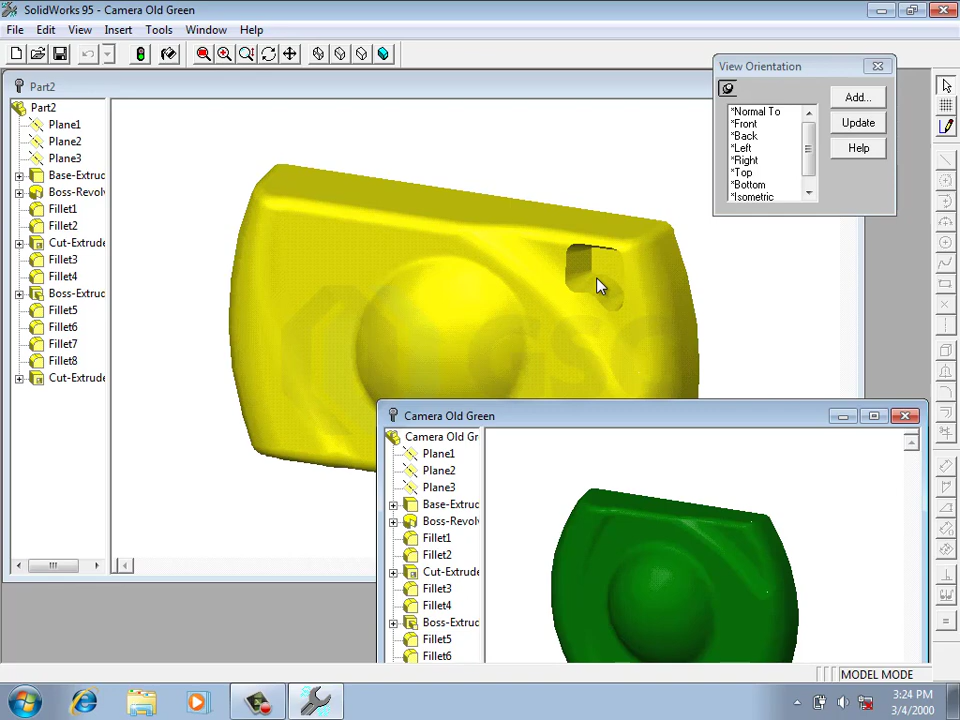 SolidWorks 95 - Camera Old Green
File Edit View Insert Tools Window Help
View Orientation
Add...
Update
Help
*Normal To
*Front
*Back
*Left
*Right
*Top
*Bottom
*Isometric
Part2
Part2
Plane1
Plane2
Plane3
Base-Extrud
Boss-Revolv
Fillet1
Fillet2
Cut-Extrude
Fillet3
Fillet4
Boss-Extruc
Fillet5
Fillet6
Fillet7
Fillet8
Cut-Extrude
Camera Old Green
Camera Old Gr
Plane1
Plane2
Plane3
Base-Extruc
Boss-Revolv
Fillet1
Fillet2
Cut-Extrude
Fillet3
Fillet4
Boss-Extruc
Fillet5
Fillet6
MODEL MODE
3:24 PM
3/4/2000